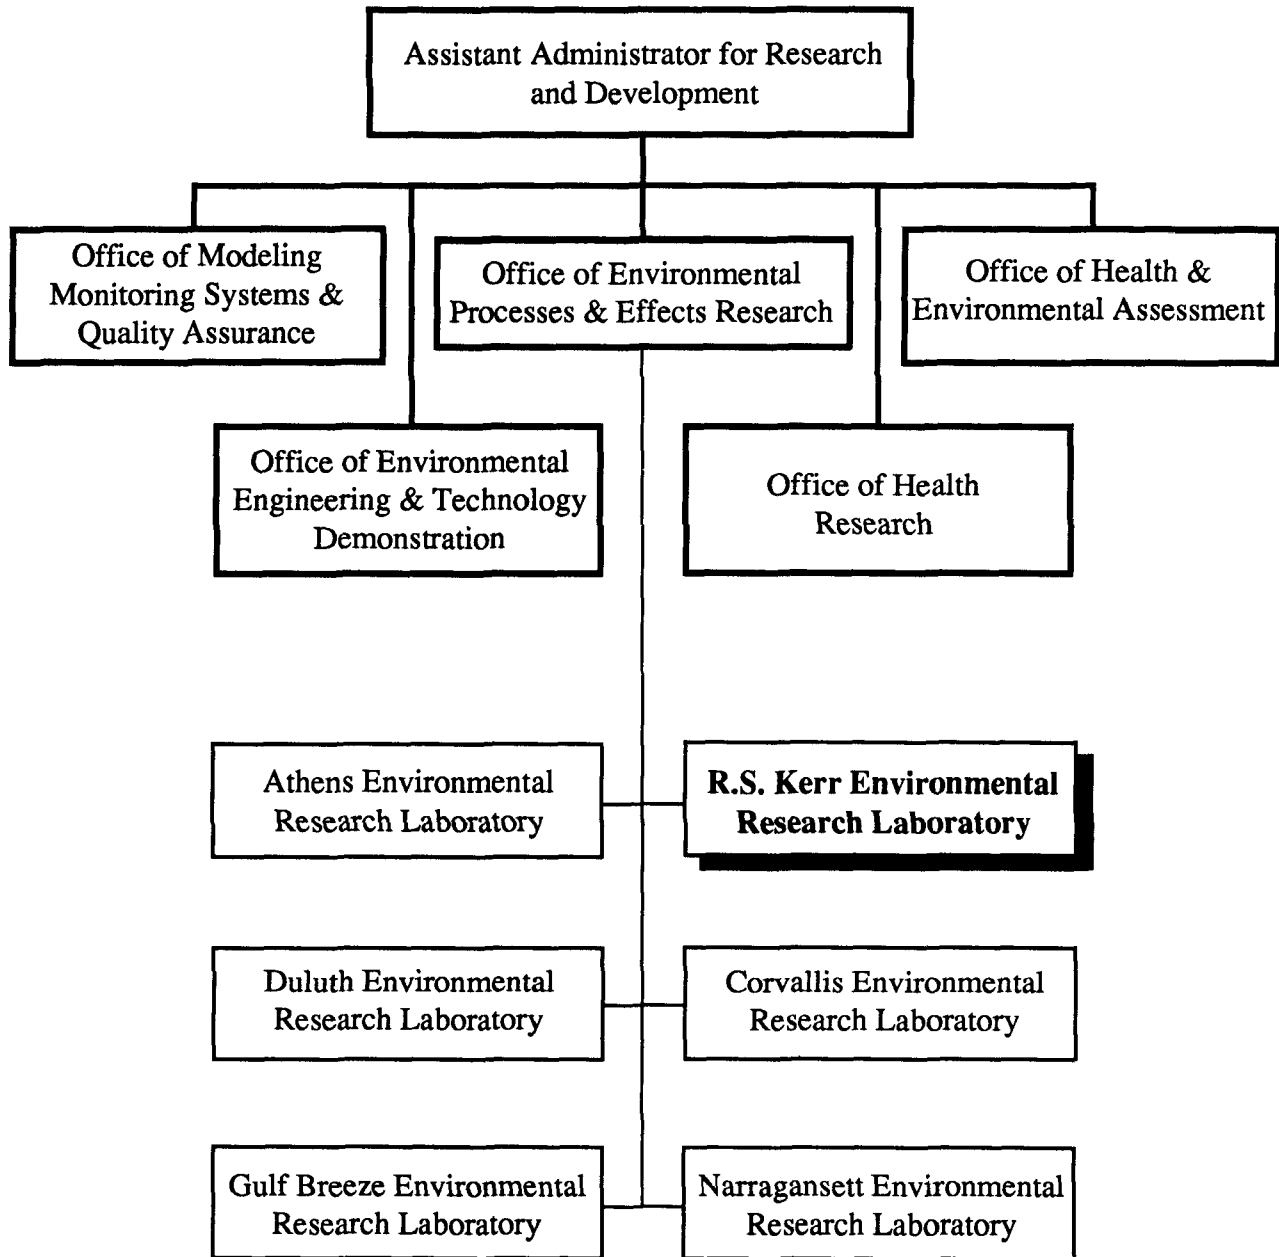 Assistant Administrator for Research
and Development
Office of Modeling
Monitoring Systems &
Quality Assurance
Office of Environmental
Processes & Effects Research
Office of Health &
Environmental Assessment
Office of Environmental
Engineering & Technology
Demonstration
Office of Health
Research
Athens Environmental
Research Laboratory
R.S. Kerr Environmental
Research Laboratory
Duluth Environmental
Research Laboratory
Corvallis Environmental
Research Laboratory
Gulf Breeze Environmental
Research Laboratory
Narragansett Environmental
Research Laboratory